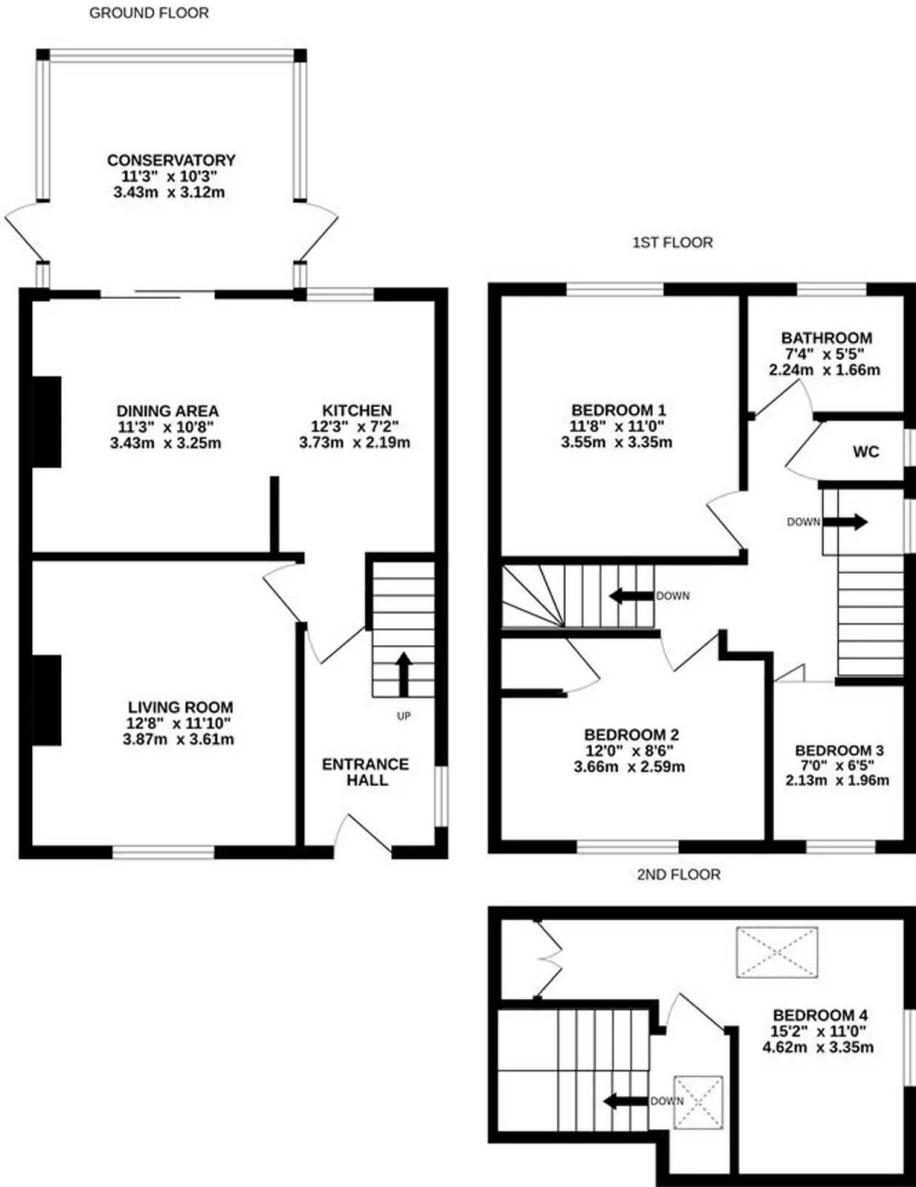 GROUND FLOOR
CONSERVATORY
11'3" x 10'3"
3.43m x 3.12m
DINING AREA
11'3" x 10'8"
3.43m x 3.25m
KITCHEN
12'3" x 7'2"
3.73m x 2.19m
LIVING ROOM
12'8" x 11'10"
3.87m x 3.61m
UP
ENTRANCE
HALL
1ST FLOOR
BEDROOM 1
11'8" x 11'0"
3.55m x 3.35m
BATHROOM
7'4" x 5'5"
2.24m x 1.66m
WC
DOWN
DOWN
BEDROOM 2
12'0" x 8'6"
3.66m x 2.59m
BEDROOM 3
7'0" x 6'5"
2.13m x 1.96m
2ND FLOOR
BEDROOM 4
15'2" x 11'0"
4.62m x 3.35m
DOWN